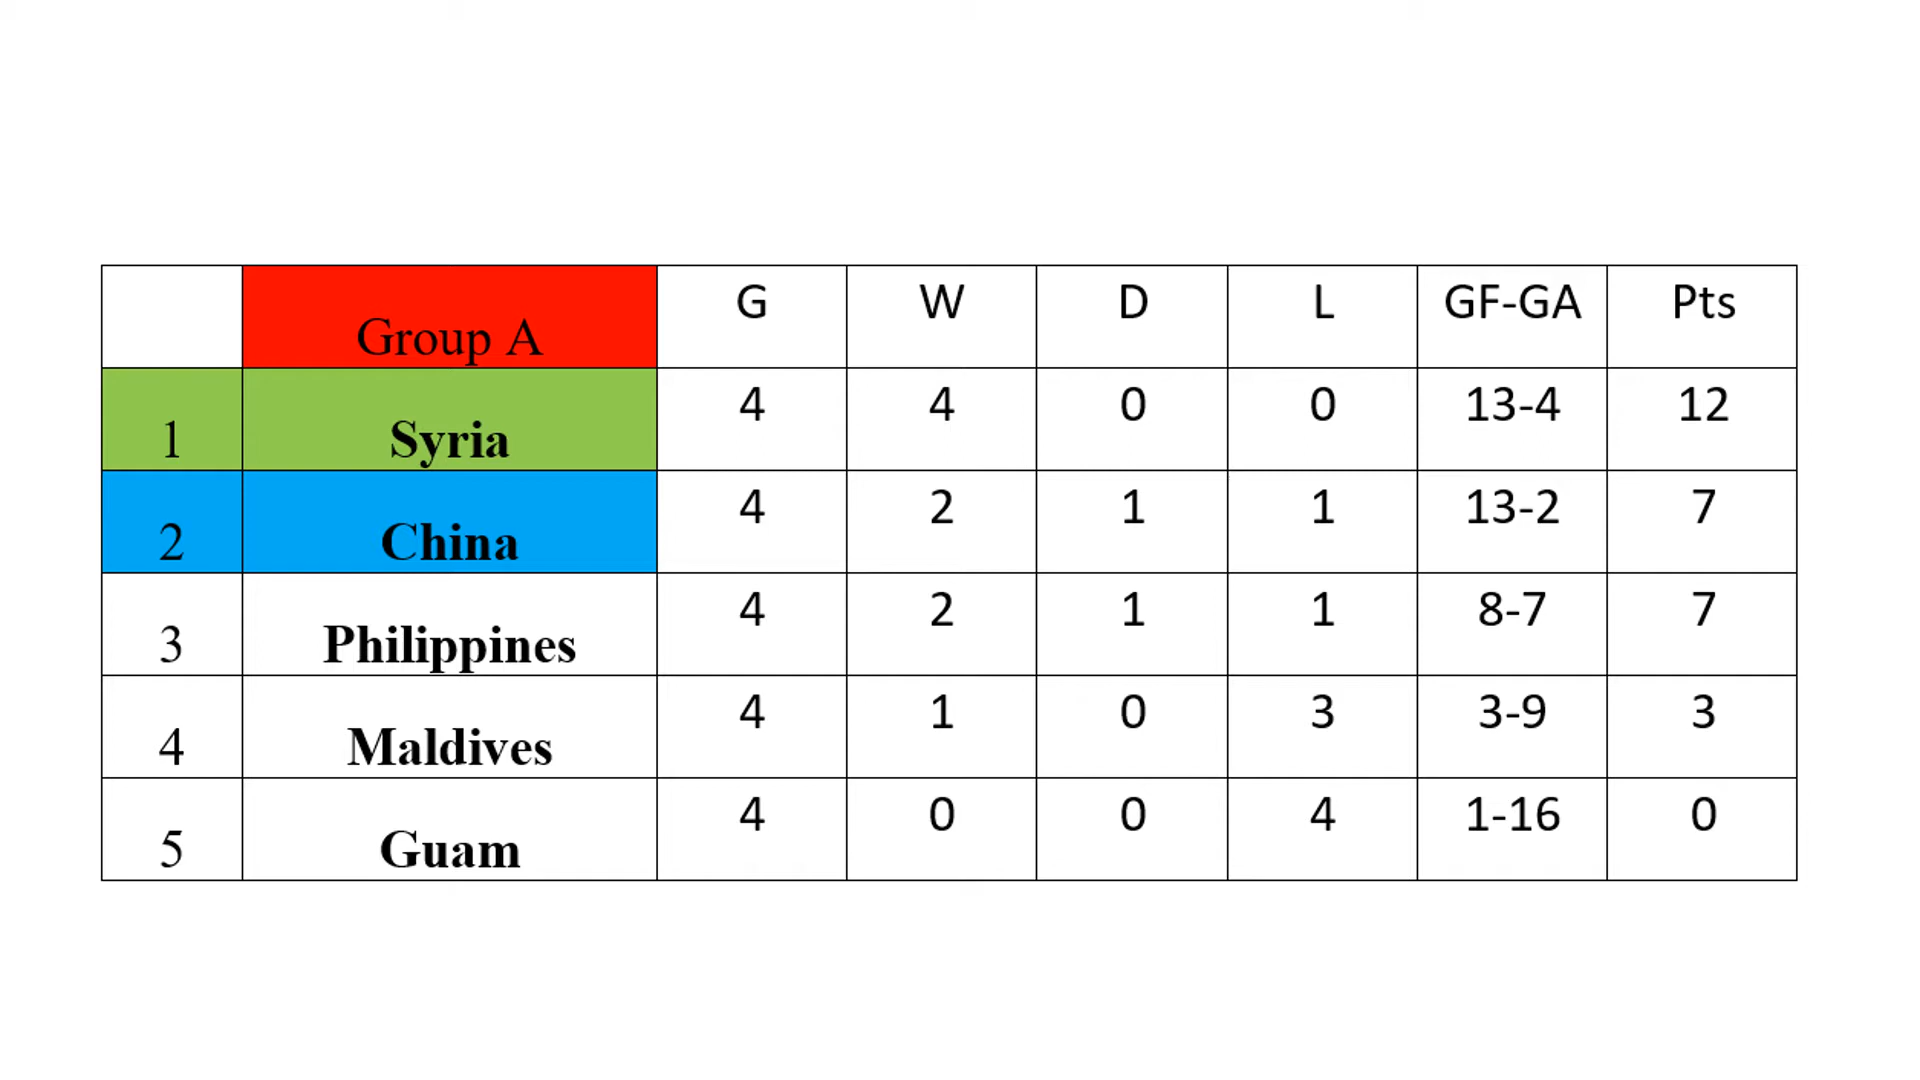 Group A G W D L GF-GA Pts
1 Syria 4 4 0 0 13-4 12
2 China 4 2 1 1 13-2 7
3 Philippines 4 2 1 1 8-7 7
4 Maldives 4 1 0 3 3-9 3
5 Guam 4 0 0 4 1-16 0